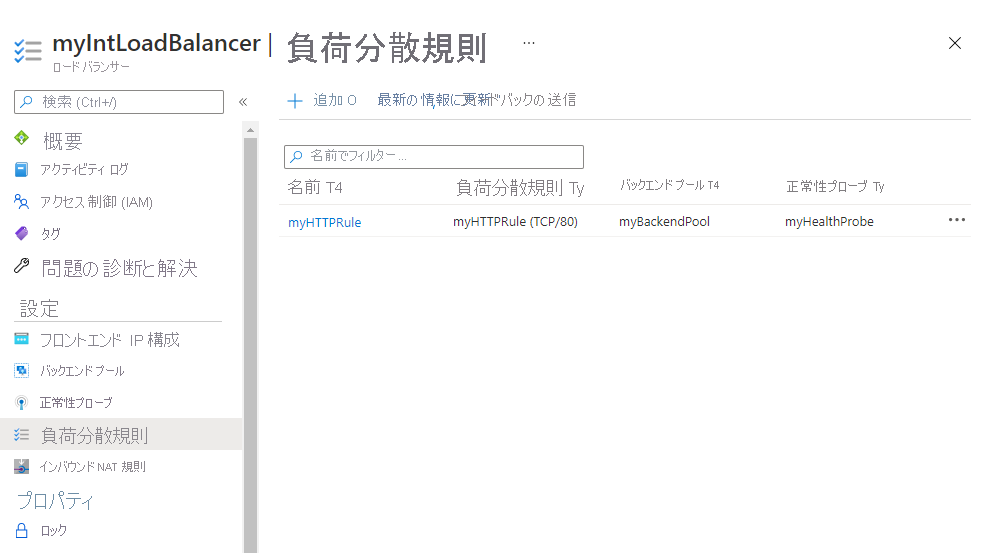 myIntLoadBalancer | 負荷分散規則 ...
ロード バランサー
検索 (Ctrl+/) «
概要
アクティビティ ログ
アクセス制御 (IAM)
タグ
問題の診断と解決
設定
フロントエンド IP 構成
バックエンド プール
正常性プローブ
負荷分散規則
インバウンド NAT 規則
プロパティ
ロック
追加 O 最新の情報に更新 バックの送信
名前でフィルター...
名前 T4 負荷分散規則 Ty バックエンド プール T4 正常性プローブ Ty
myHTTPRule myHTTPRule (TCP/80) myBackendPool myHealthProbe ...